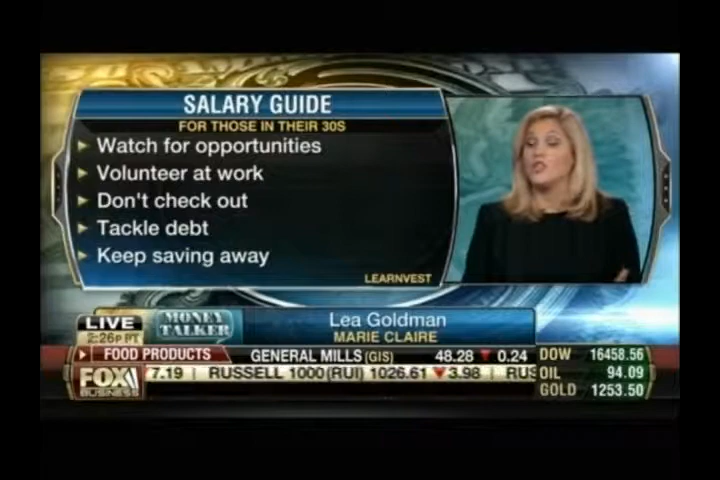 SALARY GUIDE
FOR THOSE IN THEIR 30S
Watch for opportunities
Volunteer at work
Don't check out
Tackle debt
Keep saving away
LEARNVEST
LIVE
2:26P PT
MONEY TALKER
Lea Goldman
MARIE CLAIRE
FOOD PRODUCTS GENERAL MILLS (GIS) 48.28 ▼ 0.24
7.19 | RUSSELL 1000(RUI) 1026.61 ▼ 3.98 | RUS
FOX
BUSINESS
DOW 16458.56
OIL 94.09
GOLD 1253.50